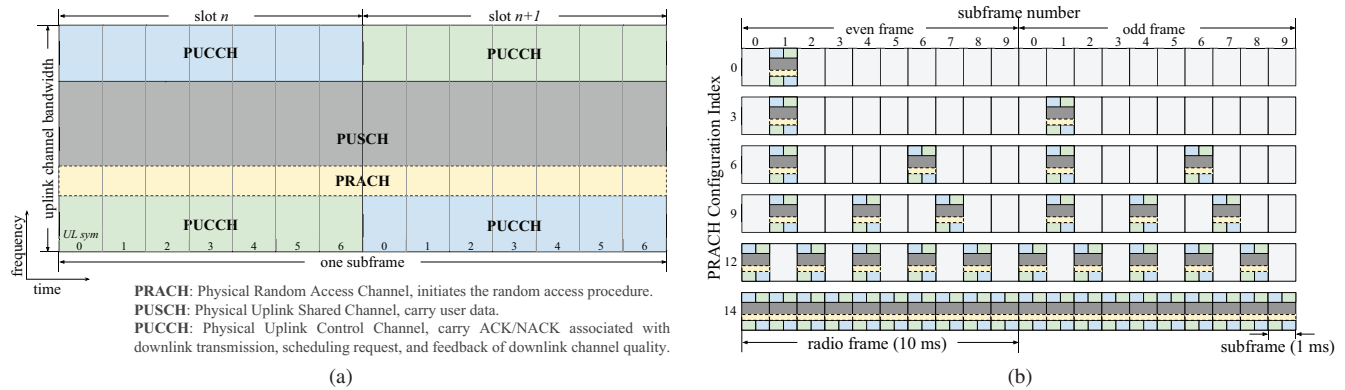 slot n
slot n+1
uplink channel bandwidth
PUCCH
PUCCH
PUSCH
PRACH
PUCCH
PUCCH
UL sym
0 1 2 3 4 5 6 0 1 2 3 4 5 6
one subframe
frequency
time
PRACH: Physical Random Access Channel, initiates the random access procedure.
PUSCH: Physical Uplink Shared Channel, carry user data.
PUCCH: Physical Uplink Control Channel, carry ACK/NACK associated with
downlink transmission, scheduling request, and feedback of downlink channel quality.
(a)
subframe number
even frame
odd frame
0 1 2 3 4 5 6 7 8 9 0 1 2 3 4 5 6 7 8 9
PRACH Configuration Index
0
3
6
9
12
14
radio frame (10 ms)
subframe (1 ms)
(b)